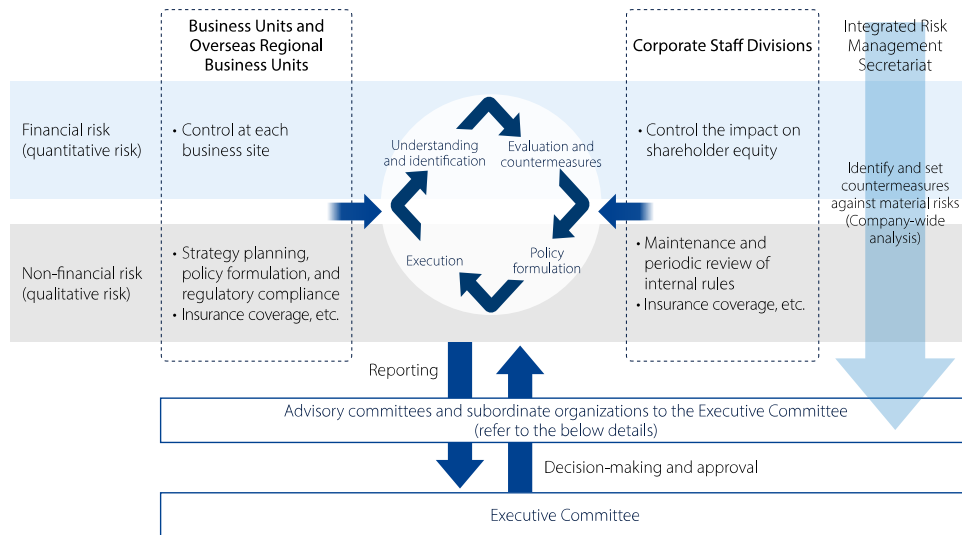 Business Units and
Overseas Regional
Business Units
Corporate Staff Divisions
Integrated Risk
Management
Secretariat
Financial risk
(quantitative risk)
• Control at each
business site
Understanding
and identification
Evaluation and
countermeasures
• Control the impact on
shareholder equity
Identify and set
countermeasures
against material risks
(Company-wide
analysis)
Non-financial risk
(qualitative risk)
• Strategy planning,
policy formulation, and
regulatory compliance
• Insurance coverage, etc.
Execution
Policy
formulation
• Maintenance and
periodic review of
internal rules
• Insurance coverage, etc.
Reporting
Advisory committees and subordinate organizations to the Executive Committee
(refer to the below details)
Decision-making and approval
Executive Committee